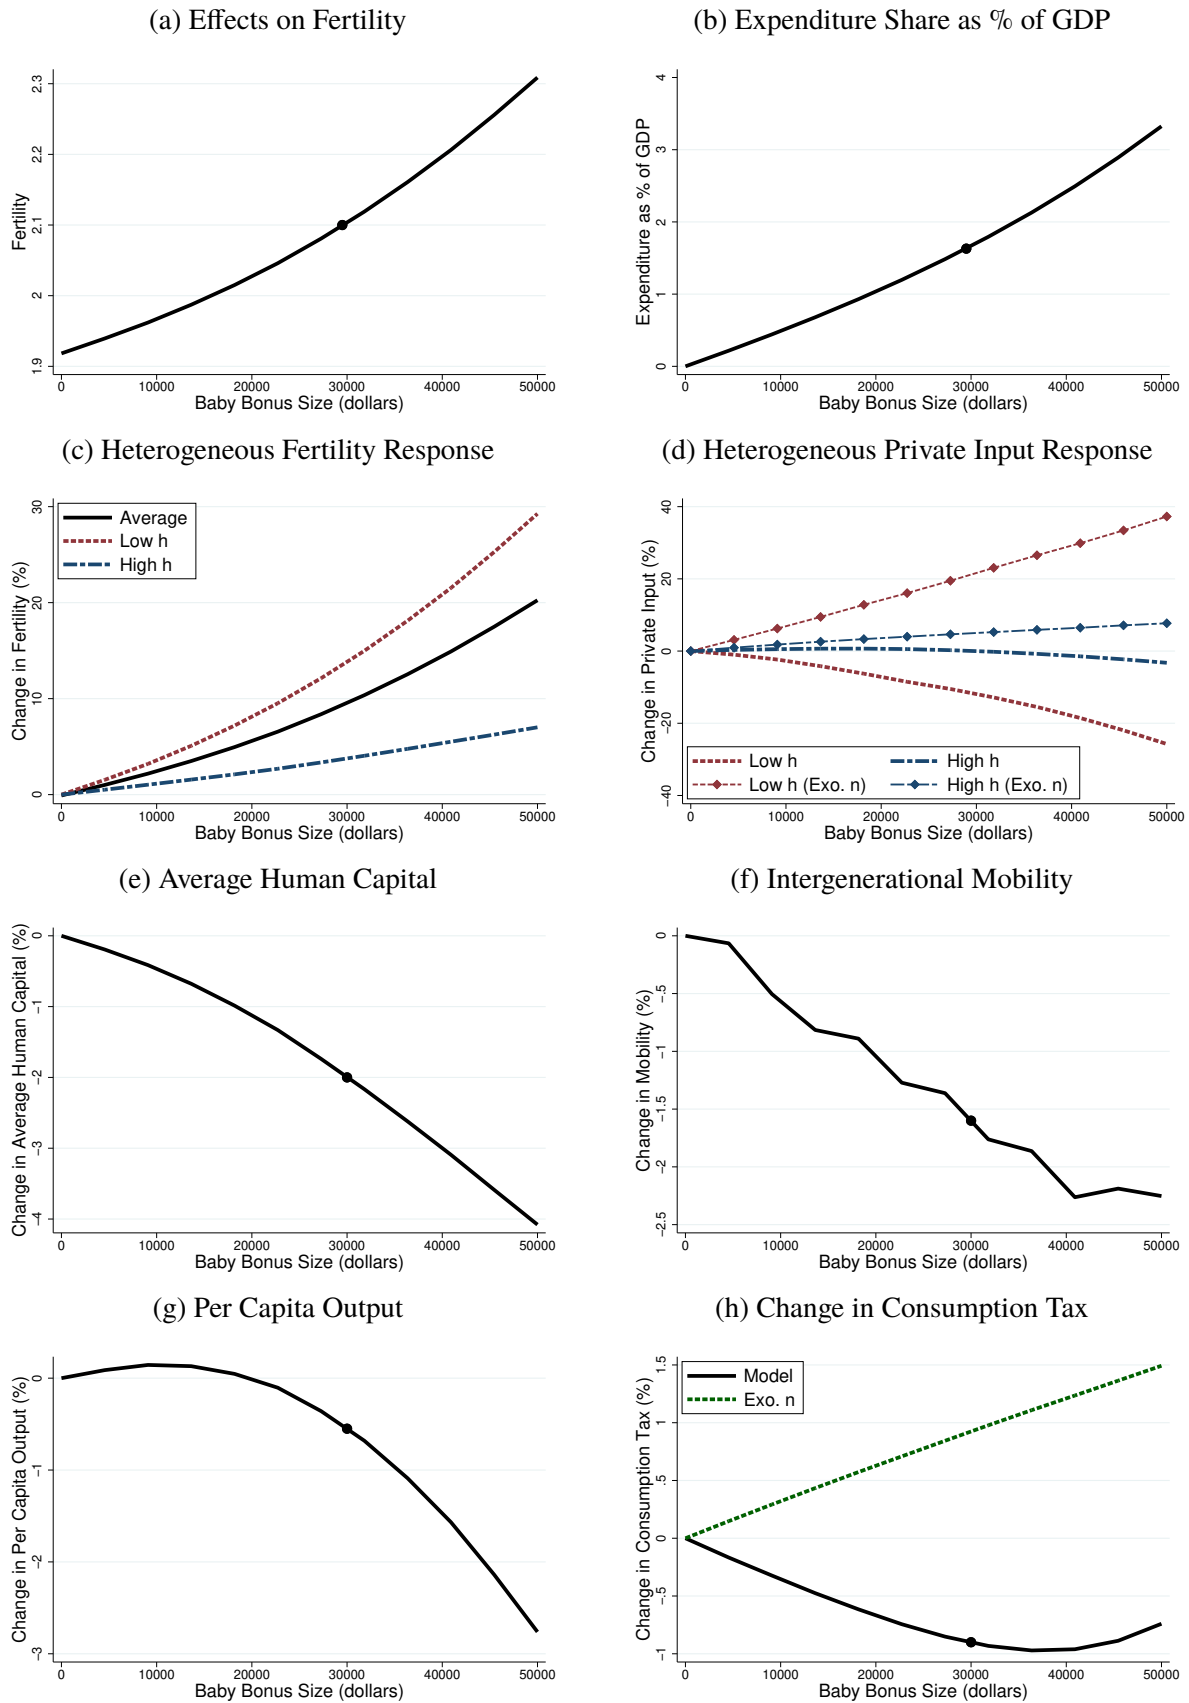 (a) Effects on Fertility
Fertility
1.9
2
2.1
2.2
2.3
0
10000
20000
30000
40000
50000
Baby Bonus Size (dollars)
(b) Expenditure Share as % of GDP
Expenditure as % of GDP
0
1
2
3
4
0
10000
20000
30000
40000
50000
Baby Bonus Size (dollars)
(c) Heterogeneous Fertility Response
Change in Fertility (%)
0
10
20
30
Average
Low h
High h
0
10000
20000
30000
40000
50000
Baby Bonus Size (dollars)
(d) Heterogeneous Private Input Response
Change in Private Input (%)
−40
−20
0
20
40
Low h
High h
Low h (Exo. n)
High h (Exo. n)
0
10000
20000
30000
40000
50000
Baby Bonus Size (dollars)
(e) Average Human Capital
Change in Average Human Capital (%)
−4
−3
−2
−1
0
0
10000
20000
30000
40000
50000
Baby Bonus Size (dollars)
(f) Intergenerational Mobility
Change in Mobility (%)
−2.5
−2
−1.5
−1
−.5
0
0
10000
20000
30000
40000
50000
Baby Bonus Size (dollars)
(g) Per Capita Output
Change in Per Capita Output (%)
−3
−2
−1
0
0
10000
20000
30000
40000
50000
Baby Bonus Size (dollars)
(h) Change in Consumption Tax
Change in Consumption Tax (%)
−1
−.5
0
.5
1
1.5
Model
Exo. n
0
10000
20000
30000
40000
50000
Baby Bonus Size (dollars)